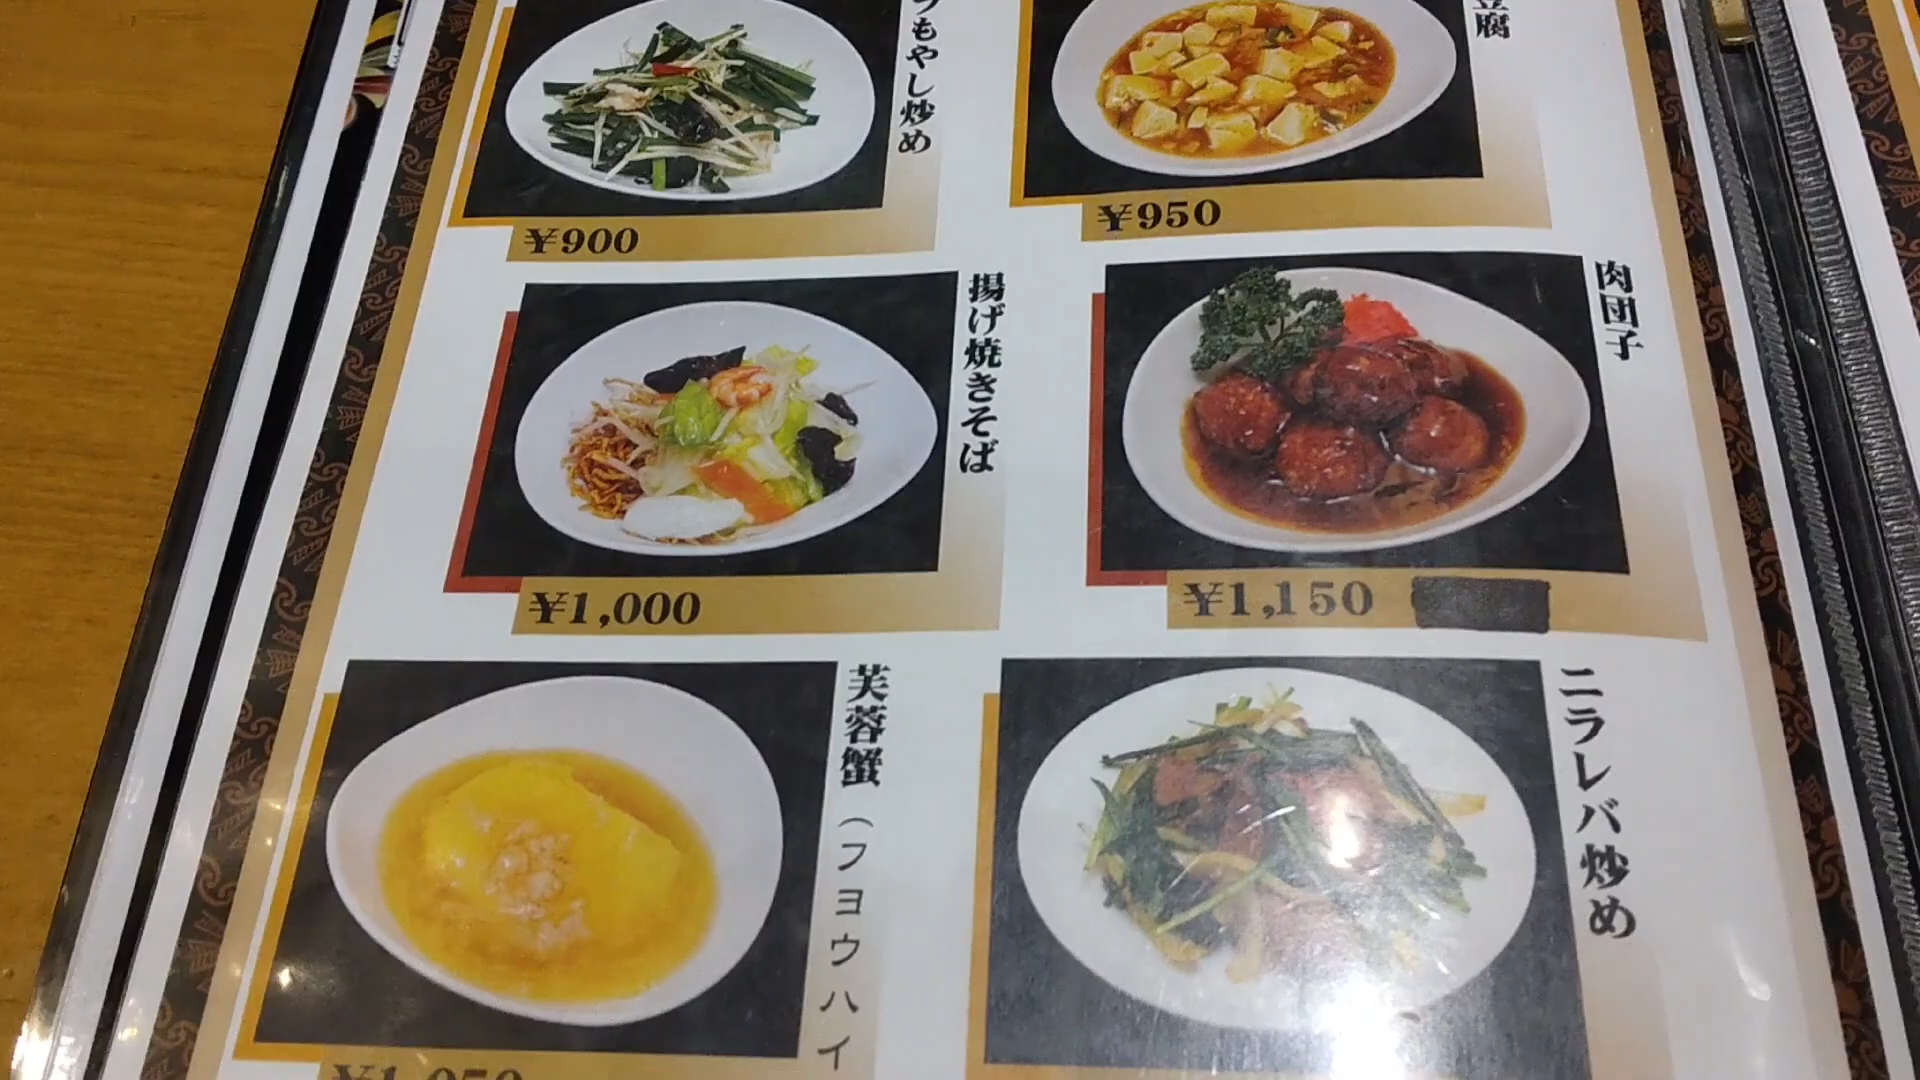 もやし炒め
¥900
腐
¥950
揚げ焼きそば
¥1,000
肉団子
¥1,150
芙蓉蟹（フヨウハイ
ニラレバ炒め